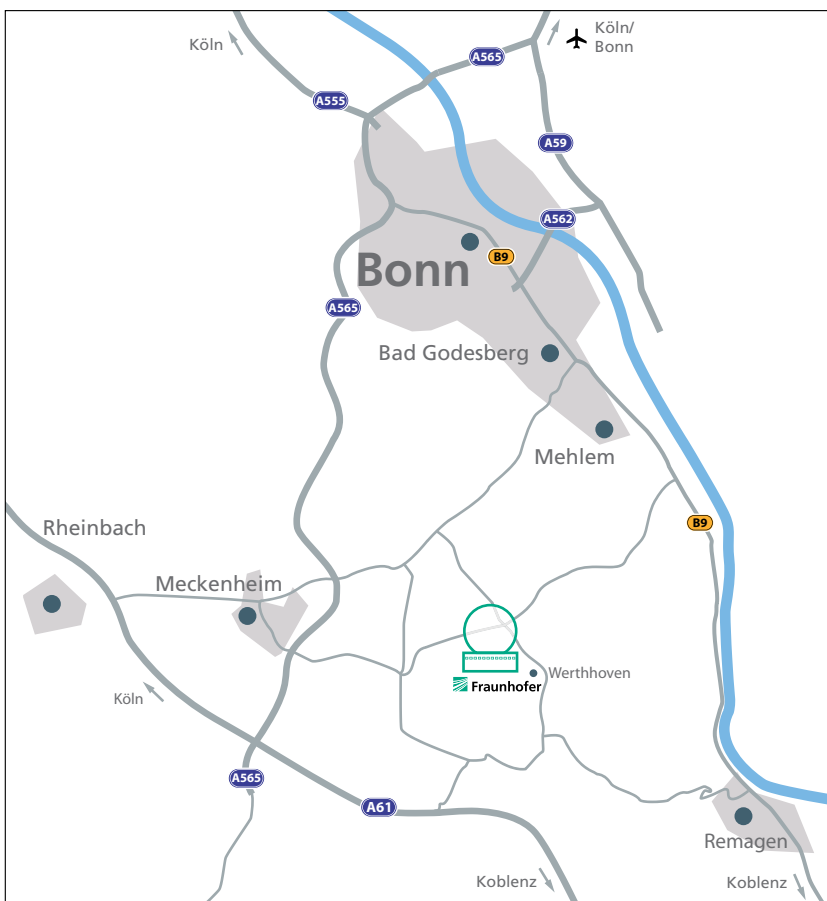 Köln
Köln/
Bonn
A565
A555
A59
A562
B9
Bonn
A565
Bad Godesberg
Mehlem
B9
Rheinbach
Meckenheim
Werthhoven
Fraunhofer
Köln
A565
A61
Remagen
Koblenz
Koblenz